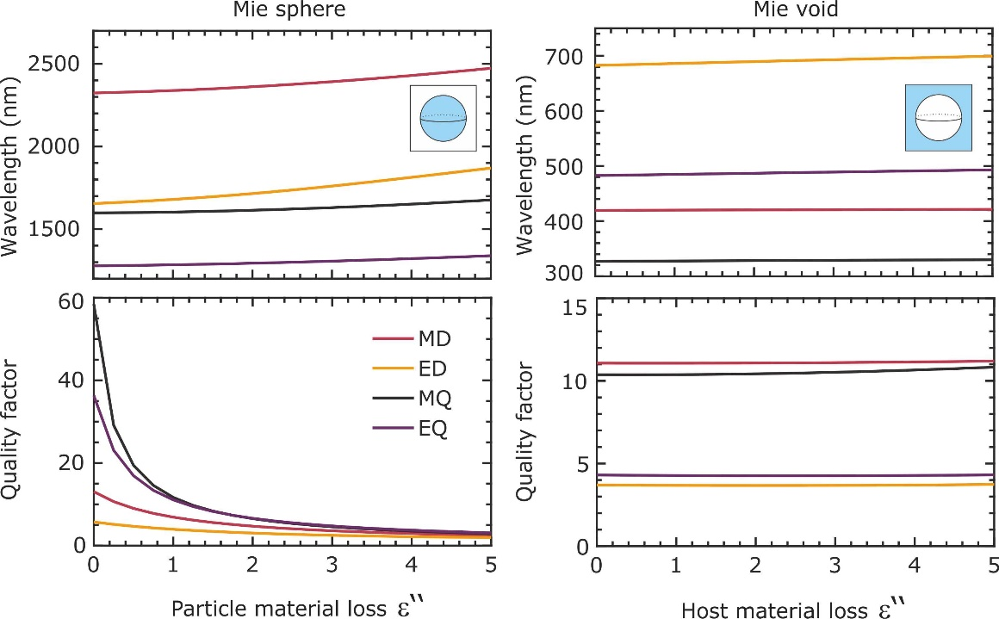 Mie sphere
Mie void
Wavelength (nm)
2500
2000
1500
Wavelength (nm)
700
600
500
400
300
Quality factor
60
40
20
0
MD
ED
MQ
EQ
Quality factor
15
10
5
0
0 1 2 3 4 5
0 1 2 3 4 5
Particle material loss ε‘‘
Host material loss ε‘‘